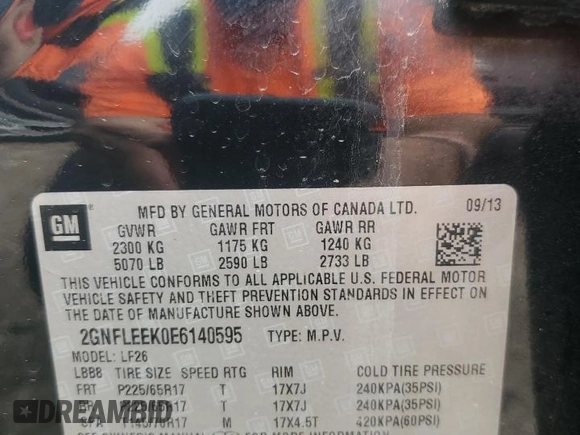 MFD BY GENERAL MOTORS OF CANADA LTD. 09/13
GM
GVWR GAWR FRT GAWR RR
2300 KG 1175 KG 1240 KG
5070 LB 2590 LB 2733 LB
THIS VEHICLE CONFORMS TO ALL APPLICABLE U.S. FEDERAL MOTOR
VEHICLE SAFETY AND THEFT PREVENTION STANDARDS IN EFFECT ON
THE DATE OF MANUFACTURE SHOWN ABOVE.
2GNFLEEK0E6140595 TYPE: M.P.V.
MODEL: LF26
LBB8 TIRE SIZE SPEED RTG RIM COLD TIRE PRESSURE
FRT P225/65R17 T 17X7J 240KPA(35PSI)
P225/65R17 T 17X7J 240KPA(35PSI)
M 17X4.5T 420KPA(60PSI)
DREAMBID